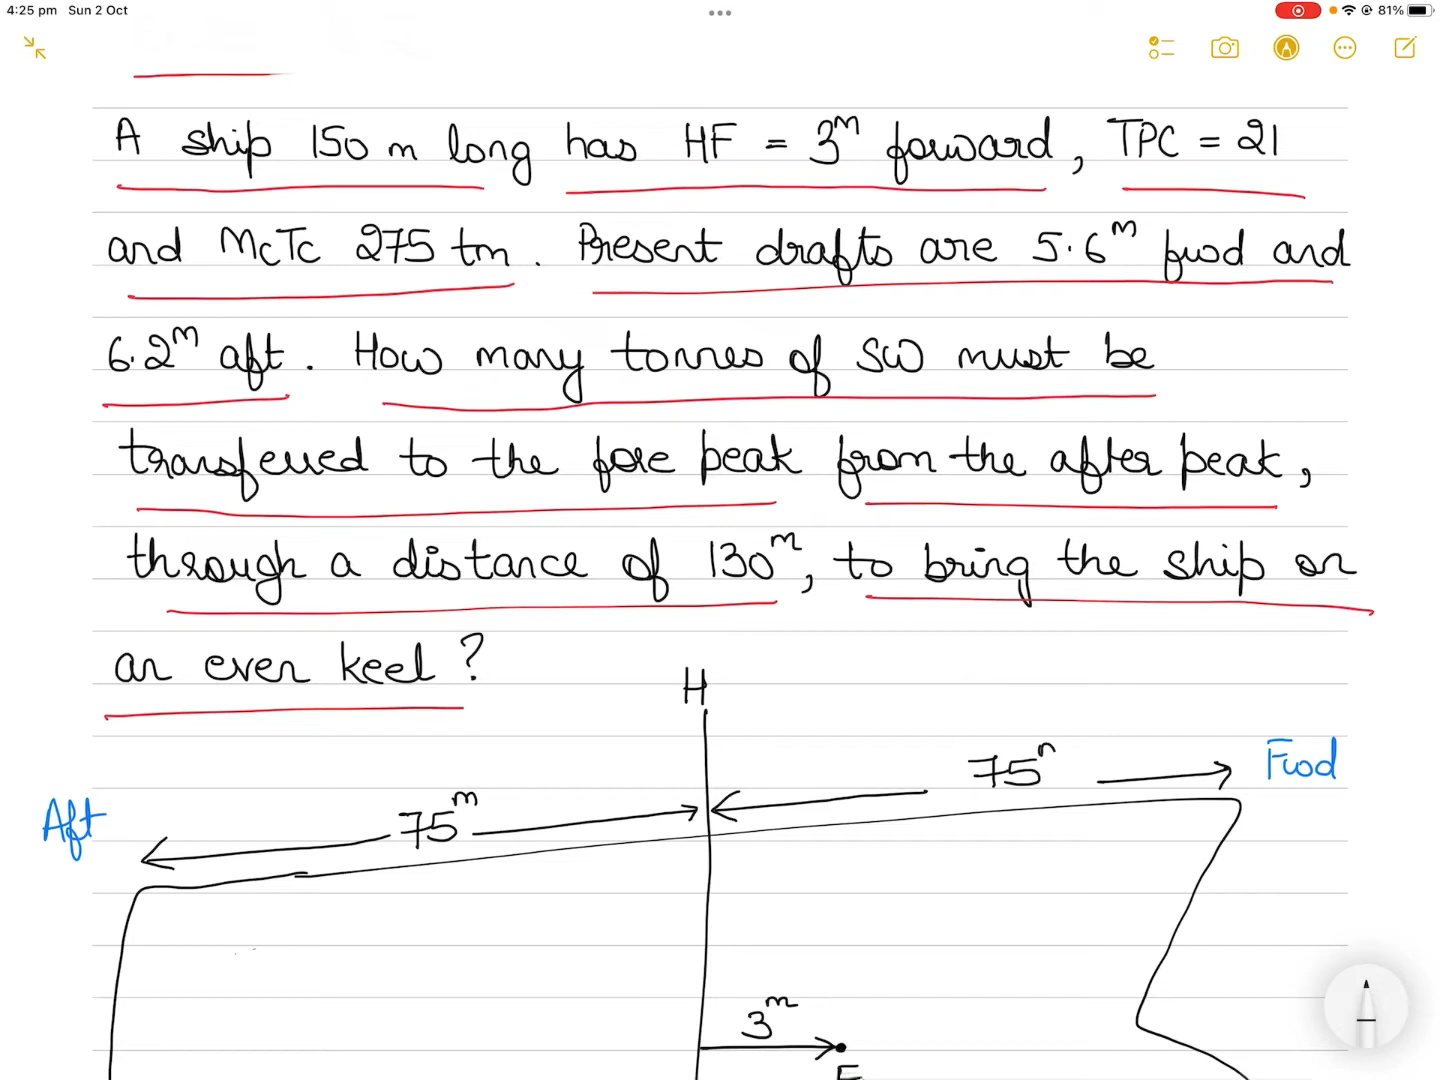 4:25 pm Sun 2 Oct
81%
A ship 150 m long has HF = 3m forward, TPC = 21
and MCTC 275 tm. Present drafts are 5.6m fwd and
6.2m aft. How many tonnes of SW must be
transferred to the fore peak from the after peak,
through a distance of 130m, to bring the ship on
an even keel?
H
75m
Fwd
Aft
75m
3m
F